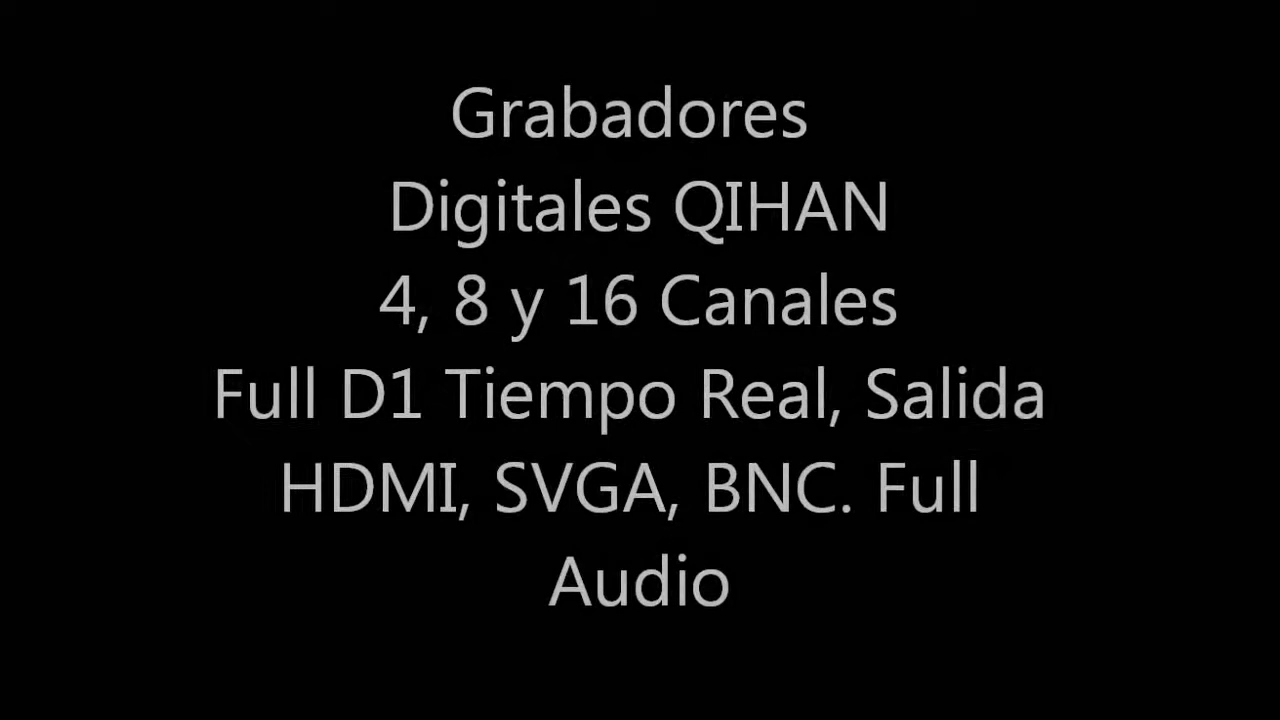 Grabadores
Digitales QIHAN
4, 8 y 16 Canales
Full D1 Tiempo Real, Salida
HDMI, SVGA, BNC. Full
Audio